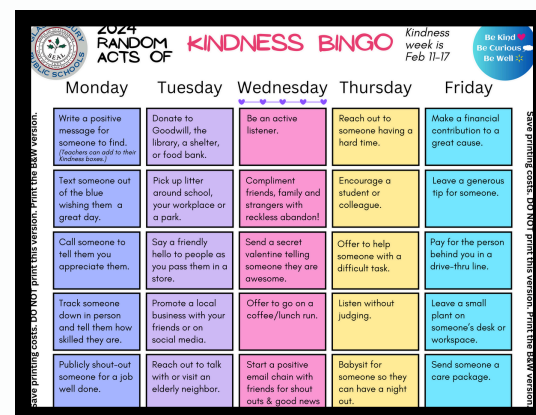 2024
RANDOM
ACTS OF
KINDNESS BINGO
Kindness
week is
Feb 11-17
PUBLIC SCHOOLS
SEAL
Be Kind
Be Curious
Be Well
Monday
Tuesday
Wednesday
Thursday
Friday
Write a positive
message for
someone to find.
(Teachers can add to their
Kindness boxes.)
Donate to
Goodwill, the
library, a shelter,
or food bank.
Be an active
listener.
Reach out to
someone having a
hard time.
Make a financial
contribution to a
great cause.
Text someone out
of the blue
wishing them a
great day.
Pick up litter
around school,
your workplace or
a park.
Compliment
friends, family and
strangers with
reckless abandon!
Encourage a
student or
colleague.
Leave a generous
tip for someone.
Call someone to
tell them you
appreciate them.
Say a friendly
hello to people as
you pass them in a
store.
Send a secret
valentine telling
someone they are
awesome.
Offer to help
someone with a
difficult task.
Pay for the person
behind you in a
drive-thru line.
Track someone
down in person
and tell them how
skilled they are.
Promote a local
business with your
friends or on
social media.
Offer to go on a
coffee/lunch run.
Listen without
judging.
Leave a small
plant on
someone's desk or
workspace.
Publicly shout-out
someone for a job
well done.
Reach out to talk
with or visit an
elderly neighbor.
Start a positive
email chain with
friends for shout
outs & good news
Babysit for
someone so they
can have a night
out.
Send someone a
care package.
Save printing costs. DO NOT print this version. Print the B&W version.
Save printing costs. DO NOT print this version. Print the B&W version